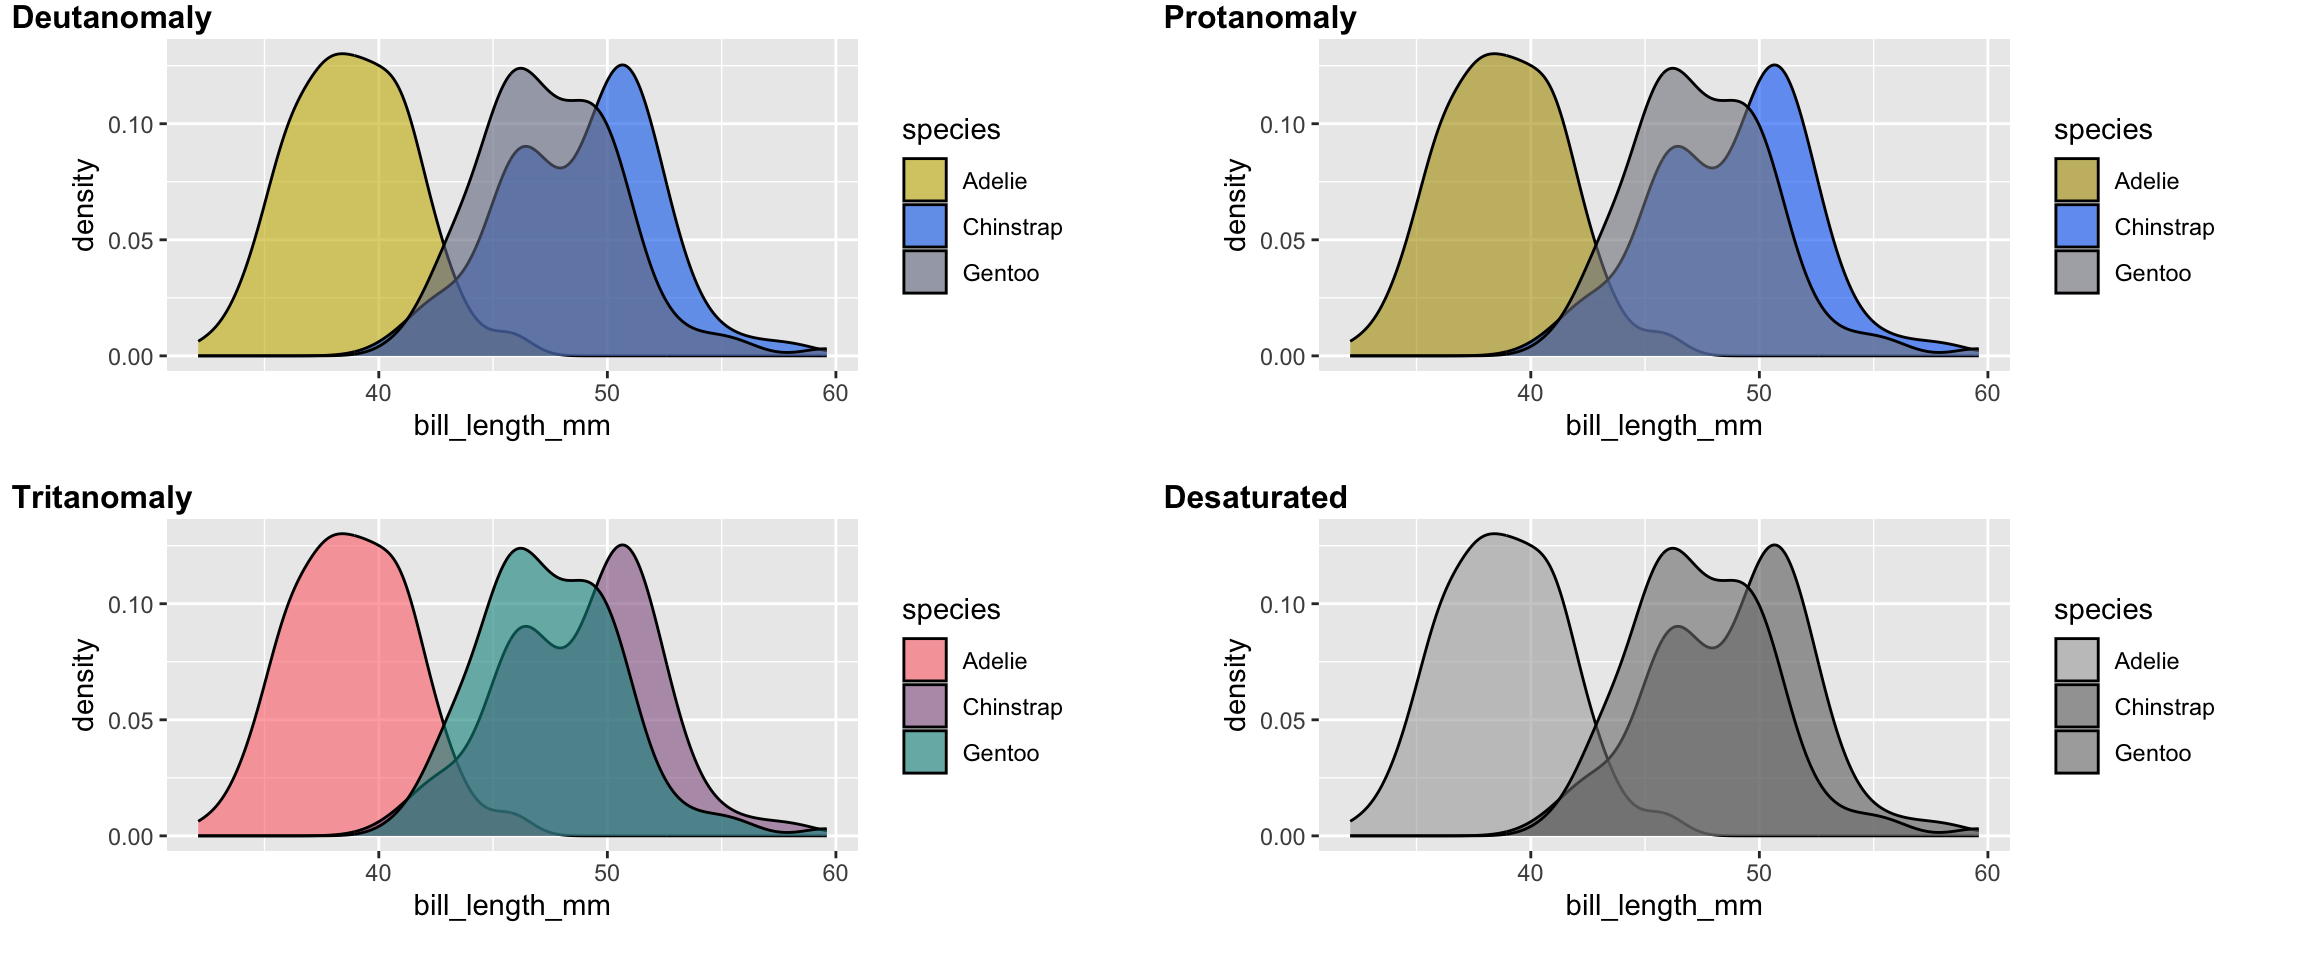 Deutanomaly
density
0.10
0.05
0.00
40 50 60
bill_length_mm
species
Adelie
Chinstrap
Gentoo
Protanomaly
density
0.10
0.05
0.00
40 50 60
bill_length_mm
species
Adelie
Chinstrap
Gentoo
Tritanomaly
density
0.10
0.05
0.00
40 50 60
bill_length_mm
species
Adelie
Chinstrap
Gentoo
Desaturated
density
0.10
0.05
0.00
40 50 60
bill_length_mm
species
Adelie
Chinstrap
Gentoo